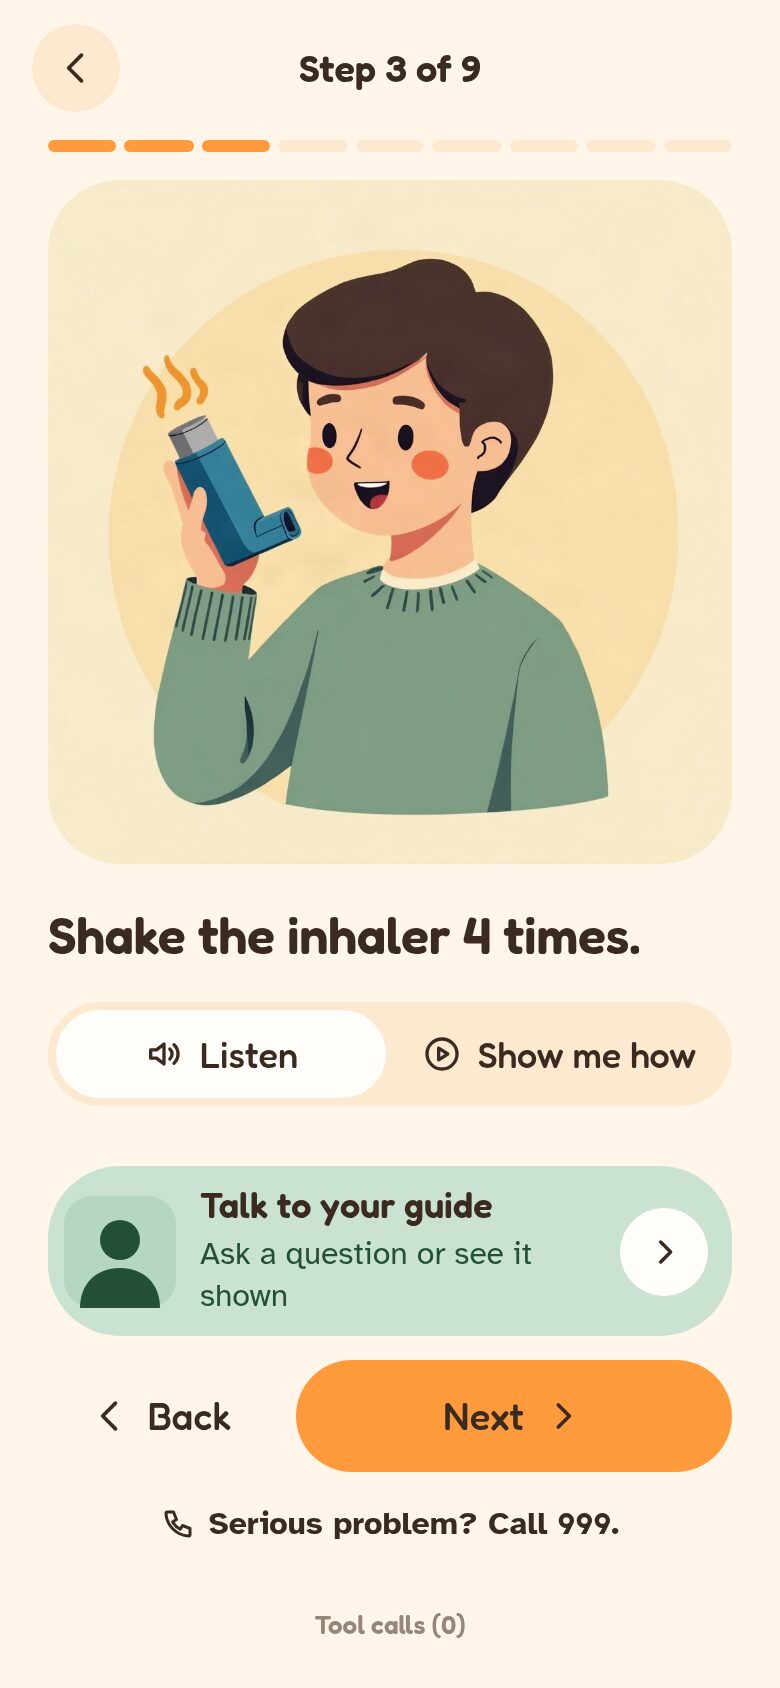 Step 3 of 9
Shake the inhaler 4 times.
Listen
Show me how
Talk to your guide
Ask a question or see it
shown
Back
Next
Serious problem? Call 999.
Tool calls (0)